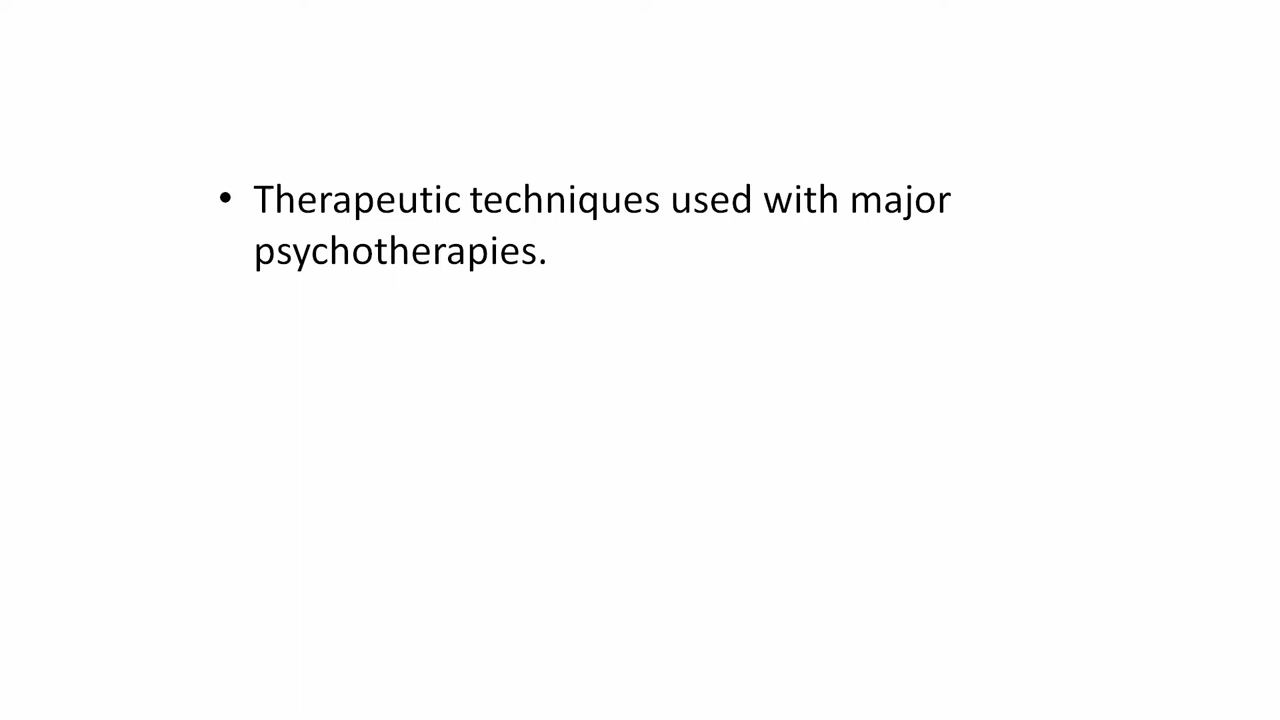 • Therapeutic techniques used with major
psychotherapies.